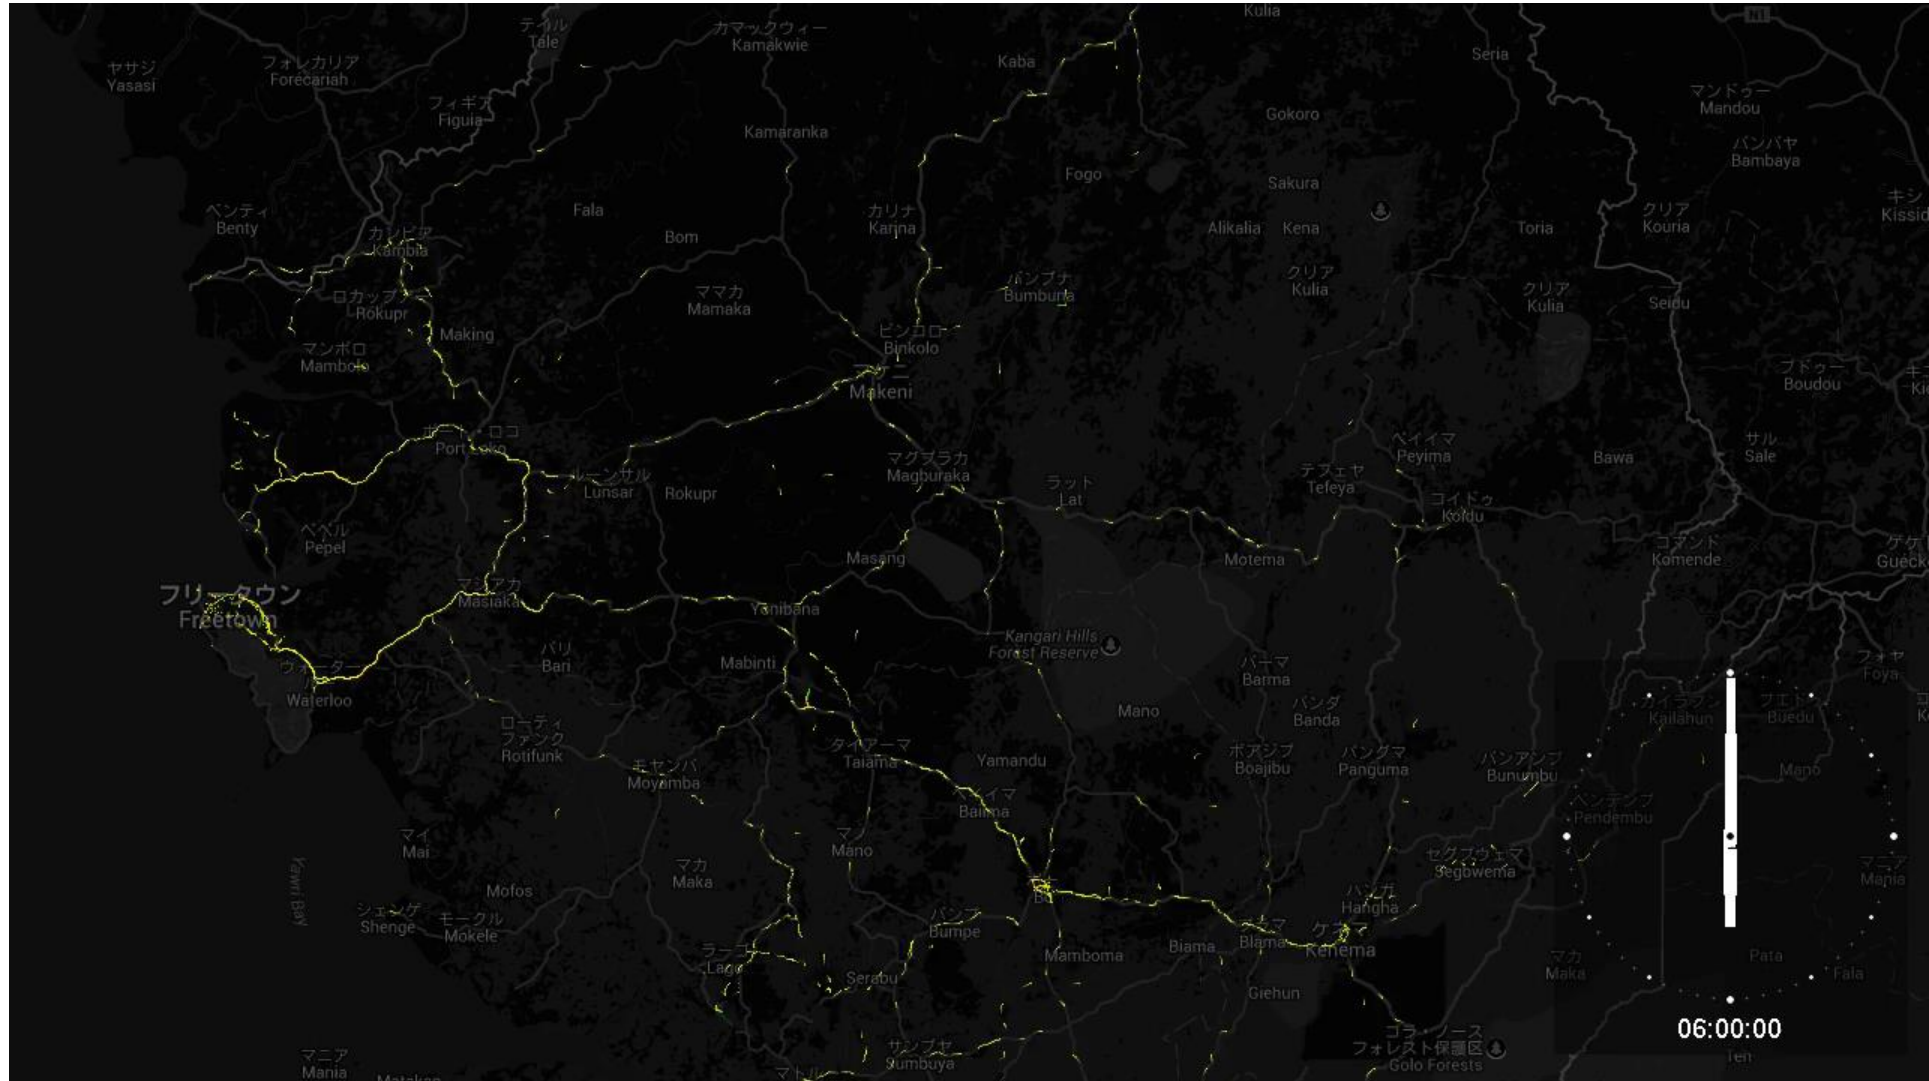 Kulia
N1
テイル
Tale
カマックウィー
Kamakwie
Seria
Kaba
フォレカリア
Forécariah
ヤサジ
Yasasi
マンドゥー
Mandou
フィギア
Figuia
Gokoro
Kamaranka
バンバヤ
Bambaya
Fogo
Sakura
キシ
Kissid
ベンティ
Benty
Fala
カリナ
Karina
クリア
Kouria
Bom
Alikalia
Kena
Toria
カンビア
Kambia
バンブナ
Bumbuna
クリア
Kulia
クリア
Kulia
Seidu
ママカ
Mamaka
ロカップ
Rokupr
Making
ビンコロ
Binkolo
マンボロ
Mambolo
Makeni
ブドゥー
Boudou
ポート・ロコ
Port Loko
ペイイマ
Peyima
サル
Sale
Bawa
マグブラカ
Magburaka
テフェヤ
Tefeya
ルーンサル
Lunsar
Rokupr
ラット
Lat
コイドゥ
Koidu
ペペル
Pepel
コマンド
Komende
ゲケ
Gueck
Masang
Motema
マシアカ
Masiaka
フリータウン
Freetown
Yonibana
Kangari Hills
Forest Reserve
バリ
Bari
Mabinti
バーマ
Barma
フォヤ
Foya
ウォーター
Waterloo
ローティ
ファンク
Rotifunk
Mano
バンダ
Banda
カイラフン
Kailahun
ブエドゥ
Buedu
タイアーマ
Taiama
Yamandu
ボアジブ
Boajibu
パンダマ
Panguma
バンアンブ
Bunumbu
Mano
モヤンバ
Moyamba
Baiima
ペンデンブ
Pendembu
マイ
Mai
マノ
Mano
マカ
Maka
セグブウェマ
Segbwema
マニア
Mania
Mofos
Yawri Bay
シェンゲ
Shenge
モークル
Mokele
バンプ
Bumpe
Bo
ハンガ
Hangha
ブラマ
Blama
ケネマ
Kenema
ラーゴ
Lago
Serabu
Mamboma
Biama
マカ
Maka
Pata
Fala
Giehun
06:00:00
ゴラ・ノース
フォレスト保護区
Golo Forests
マニア
Mania
サンブヤ
Sumbuya
マトル